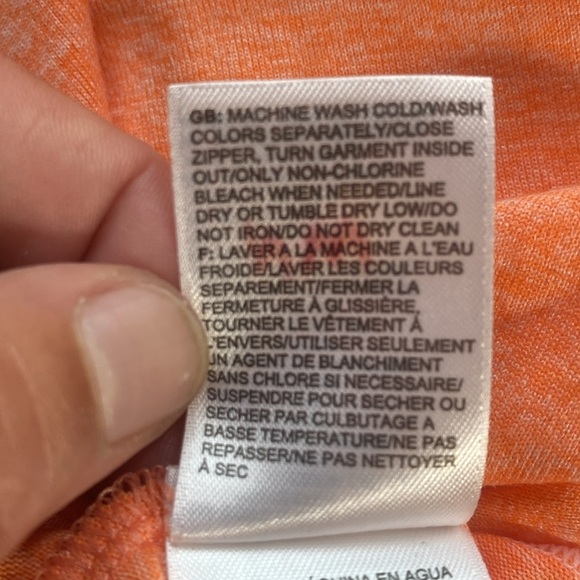 GB: MACHINE WASH COLD/WASH
COLORS SEPARATELY/CLOSE
ZIPPER, TURN GARMENT INSIDE
OUT/ONLY NON-CHLORINE
BLEACH WHEN NEEDED/LINE
DRY OR TUMBLE DRY LOW/DO
NOT IRON/DO NOT DRY CLEAN
F: LAVER A LA MACHINE A L'EAU
FROIDE/LAVER LES COULEURS
SEPAREMENT/FERMER LA
FERMETURE À GLISSIÈRE,
TOURNER LE VÊTEMENT À
L'ENVERS/UTILISER SEULEMENT
UN AGENT DE BLANCHIMENT
SANS CHLORE SI NECESSAIRE/
SUSPENDRE POUR SECHER OU
SECHER PAR CULBUTAGE A
BASSE TEMPERATURE/NE PAS
REPASSER/NE PAS NETTOYER
À SEC
EN AGUA